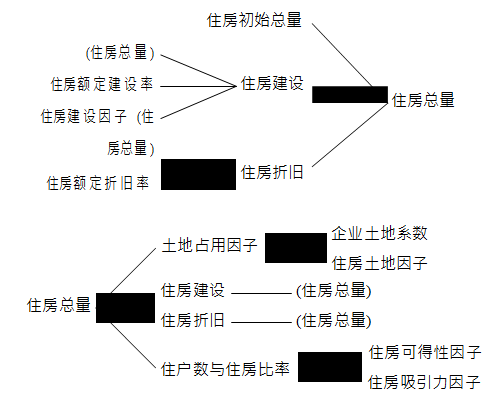 住房初始总量
(住房总量)
住房额定建设率
住房建设
住房总量
住房建设因子 (住
房总量)
住房折旧
住房额定折旧率
土地占用因子
企业土地系数
住房土地因子
住房总量
住房建设
(住房总量)
住房折旧
(住房总量)
住户数与住房比率
住房可得性因子
住房吸引力因子